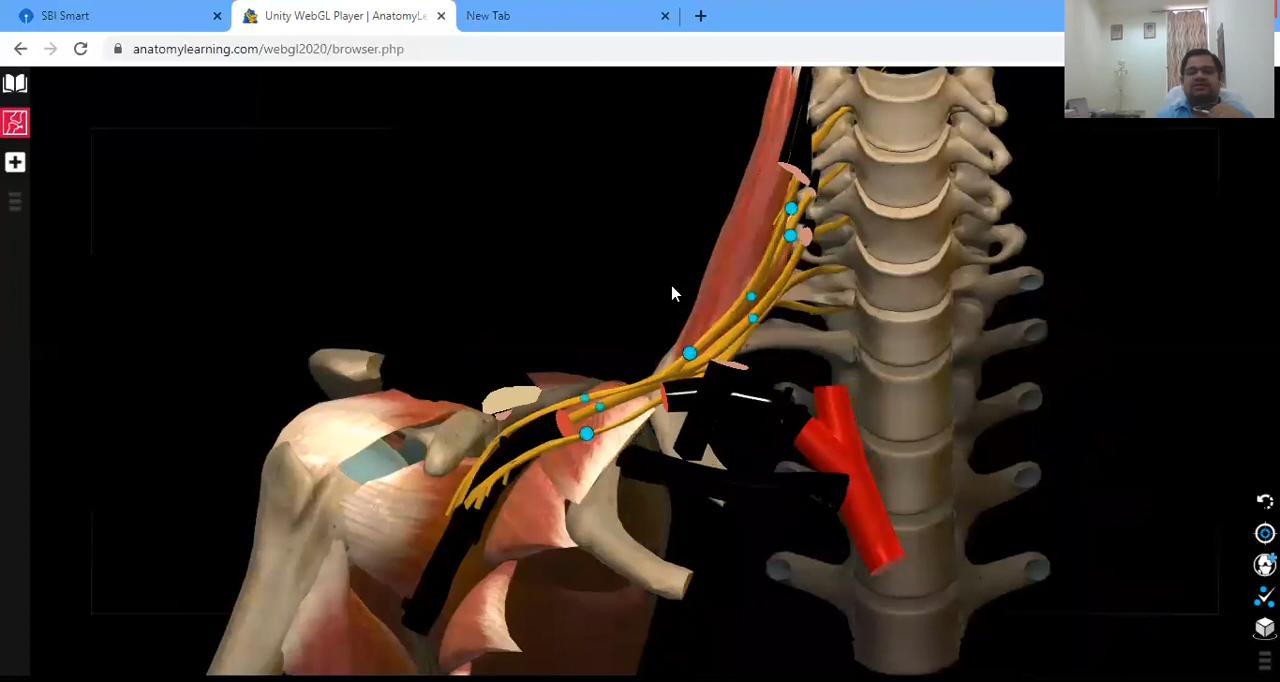 SBI Smart
Unity WebGL Player | AnatomyLe
New Tab
anatomylearning.com/webgl2020/browser.php